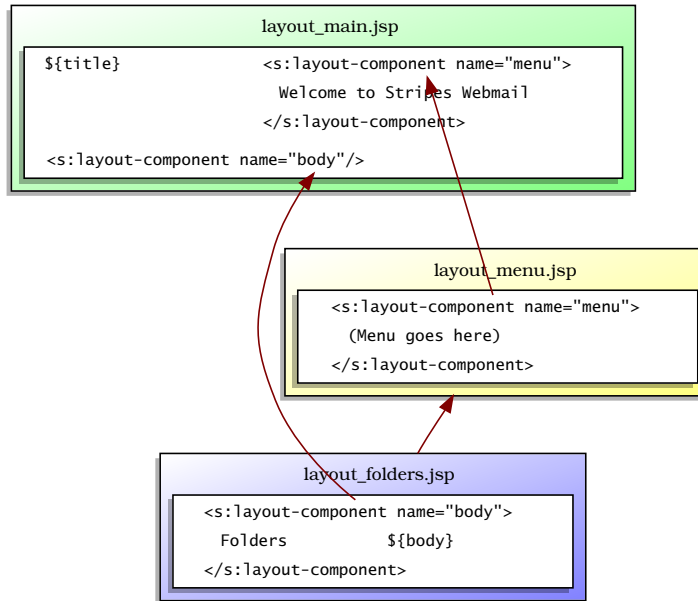 layout_main.jsp
${title} <s:layout-component name="menu">
Welcome to Stripes Webmail
</s:layout-component>
<s:layout-component name="body"/>
layout_menu.jsp
<s:layout-component name="menu">
(Menu goes here)
</s:layout-component>
layout_folders.jsp
<s:layout-component name="body">
Folders ${body}
</s:layout-component>